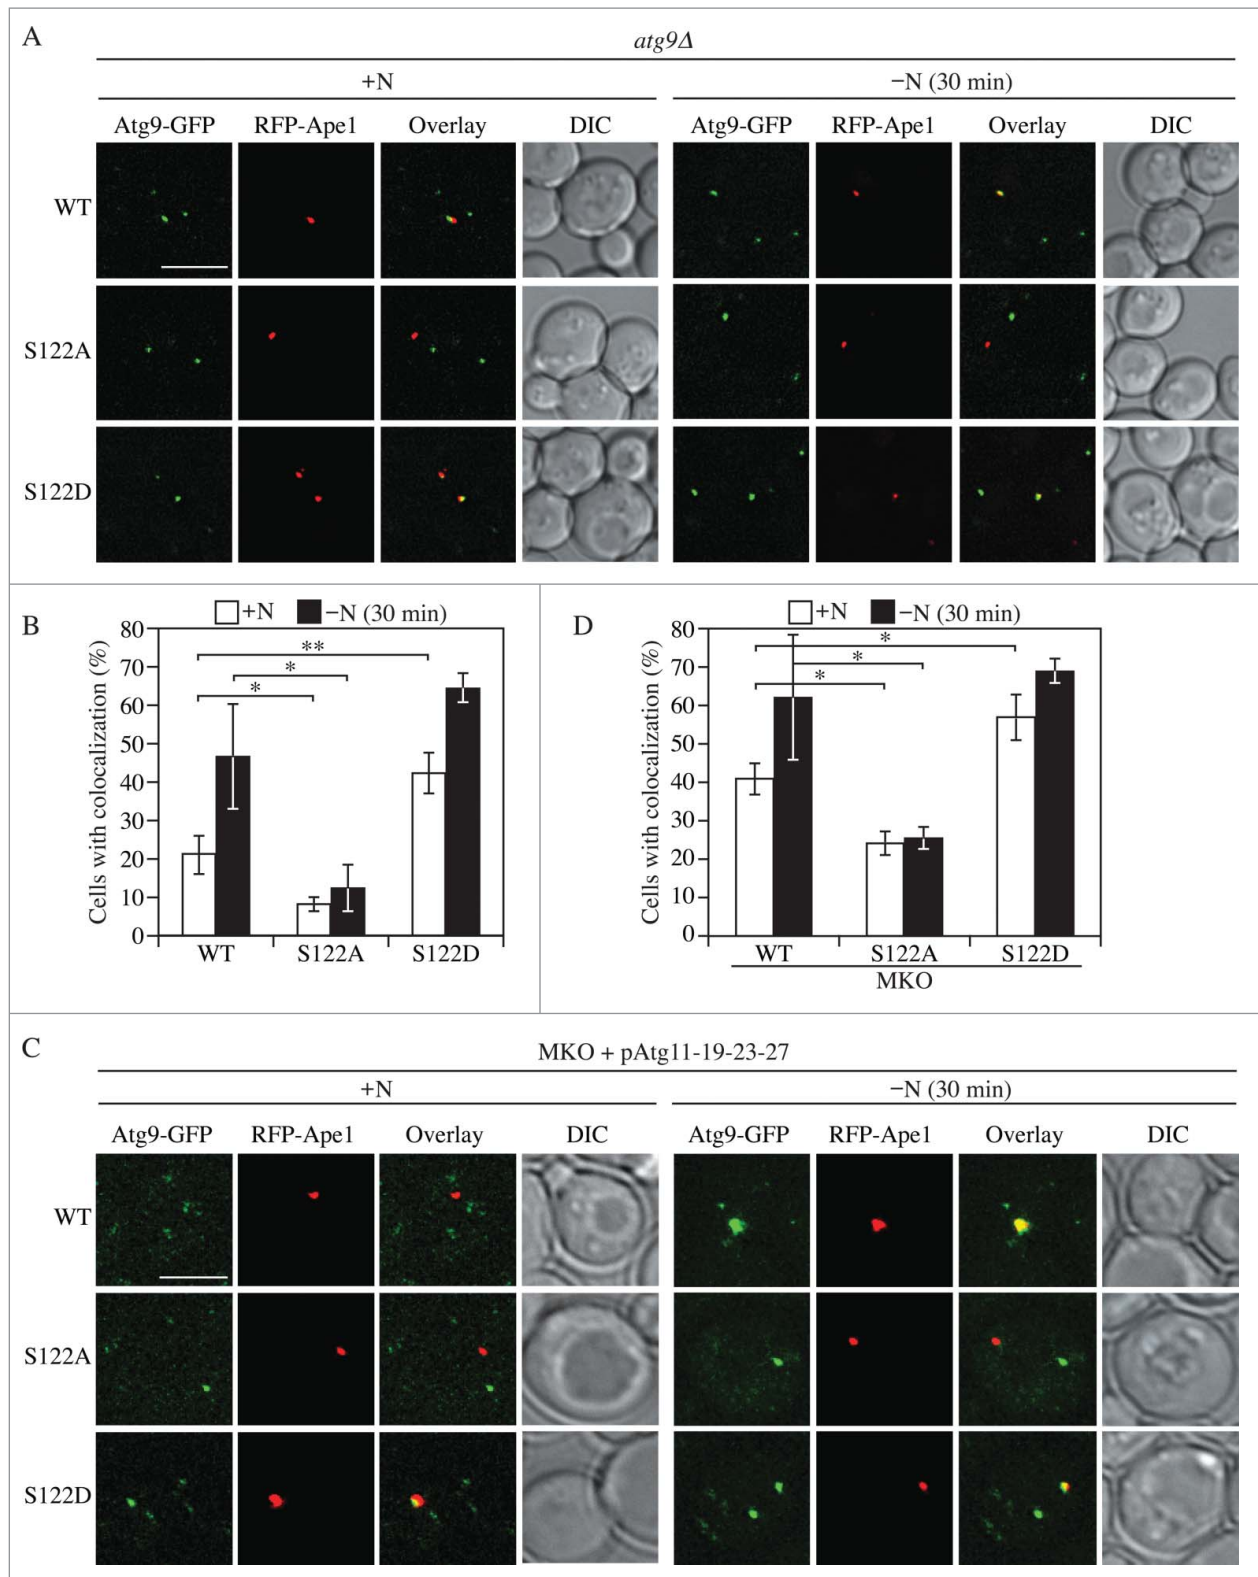 A
atg9Δ
+N
−N (30 min)
Atg9-GFP RFP-Ape1 Overlay DIC Atg9-GFP RFP-Ape1 Overlay DIC
WT
S122A
S122D
B
+N −N (30 min)
Cells with colocalization (%)
80
70
60
50
40
30
20
10
0
**
*
*
WT S122A S122D
D
+N −N (30 min)
Cells with colocalization (%)
80
70
60
50
40
30
20
10
0
*
*
*
WT S122A S122D
MKO
C
MKO + pAtg11-19-23-27
+N
−N (30 min)
Atg9-GFP RFP-Ape1 Overlay DIC Atg9-GFP RFP-Ape1 Overlay DIC
WT
S122A
S122D